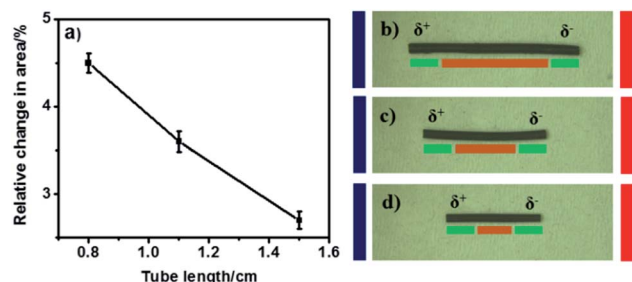 a)
Relative change in area/%
5
4
3
0.8
1.0
1.2
1.4
1.6
Tube length/cm
b)
δ+ δ-
c)
δ+ δ-
d)
δ+ δ-